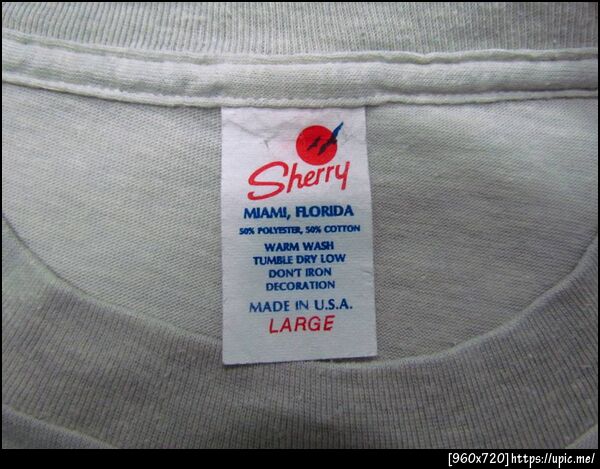 Sherry
MIAMI, FLORIDA
50% POLYESTER, 50% COTTON
WARM WASH
TUMBLE DRY LOW
DON'T IRON
DECORATION
MADE IN U.S.A.
LARGE
[960x720]https://upic.me/